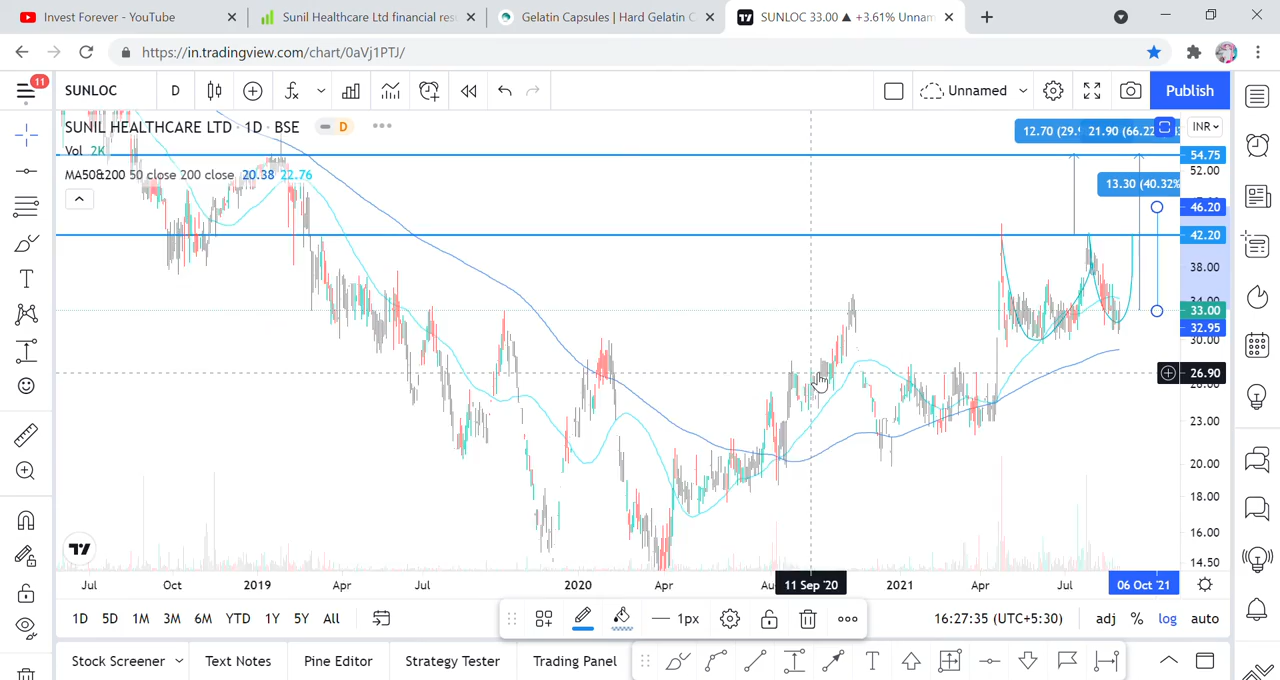 Invest Forever - YouTube
Sunil Healthcare Ltd financial res
Gelatin Capsules | Hard Gelatin C
SUNLOC 33.00 ▲ +3.61% Unnam
https://in.tradingview.com/chart/0aVj1PTJ/
11
SUNLOC
D
Unnamed
Publish
SUNIL HEALTHCARE LTD · 1D · BSE
D
INR
Vol 2K
MA50&200 50 close 200 close 20.38 22.76
12.70 (29.
21.90 (66.22
13.30 (40.32%
54.75
52.00
46.20
42.20
38.00
34.00
33.00
32.95
30.00
26.90
23.00
20.00
18.00
16.00
14.50
Jul
Oct
2019
Apr
Jul
2020
Apr
11 Sep '20
2021
Apr
Jul
06 Oct '21
1D 5D 1M 3M 6M YTD 1Y 5Y All
1px
16:27:35 (UTC+5:30)
adj % log auto
Stock Screener
Text Notes
Pine Editor
Strategy Tester
Trading Panel